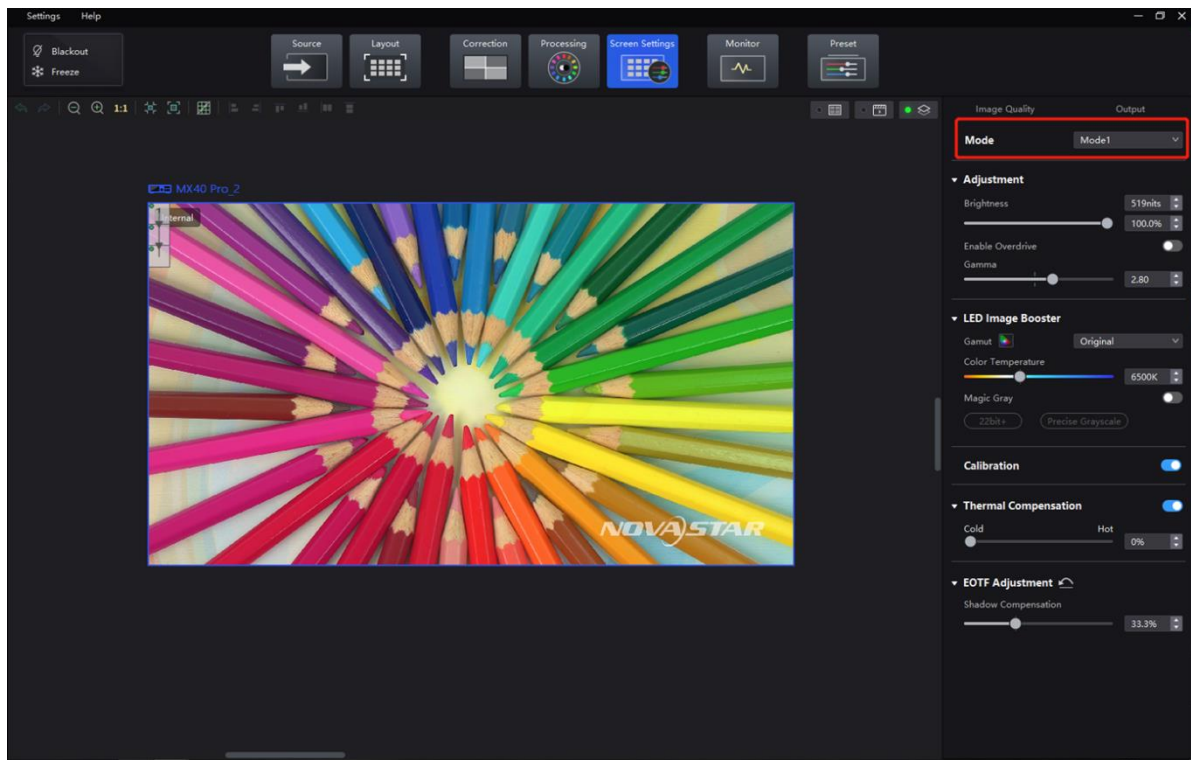 Settings Help
Blackout
Freeze
Source Layout Correction Processing Screen Settings Monitor Preset
1:1
Image Quality Output
Mode Mode1
MX40 Pro_2
Adjustment
Internal
Brightness 519nits
100.0%
Enable Overdrive
Gamma
2.80
LED Image Booster
Gamut Original
Color Temperature
6500K
Magic Gray
22bit+ Precise Grayscale
Calibration
Thermal Compensation
Cold Hot
0%
NOVASTAR
EOTF Adjustment
Shadow Compensation
33.3%